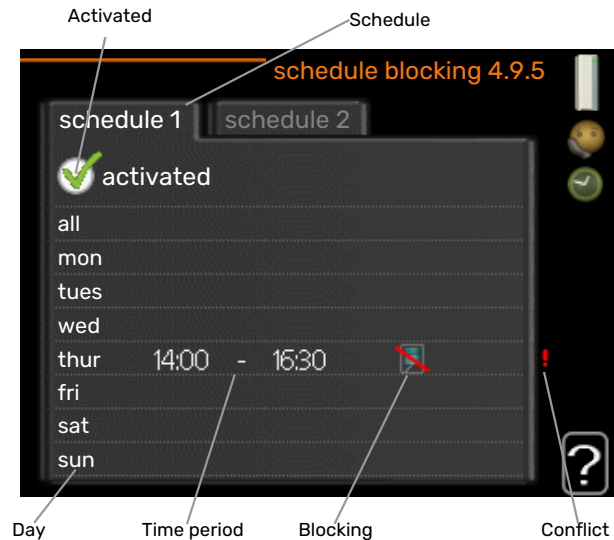 Activated
Schedule
schedule blocking 4.9.5
schedule 1
schedule 2
activated
all
mon
tues
wed
thur 14:00 - 16:30 !
fri
sat
sun
?
Day
Time period
Blocking
Conflict